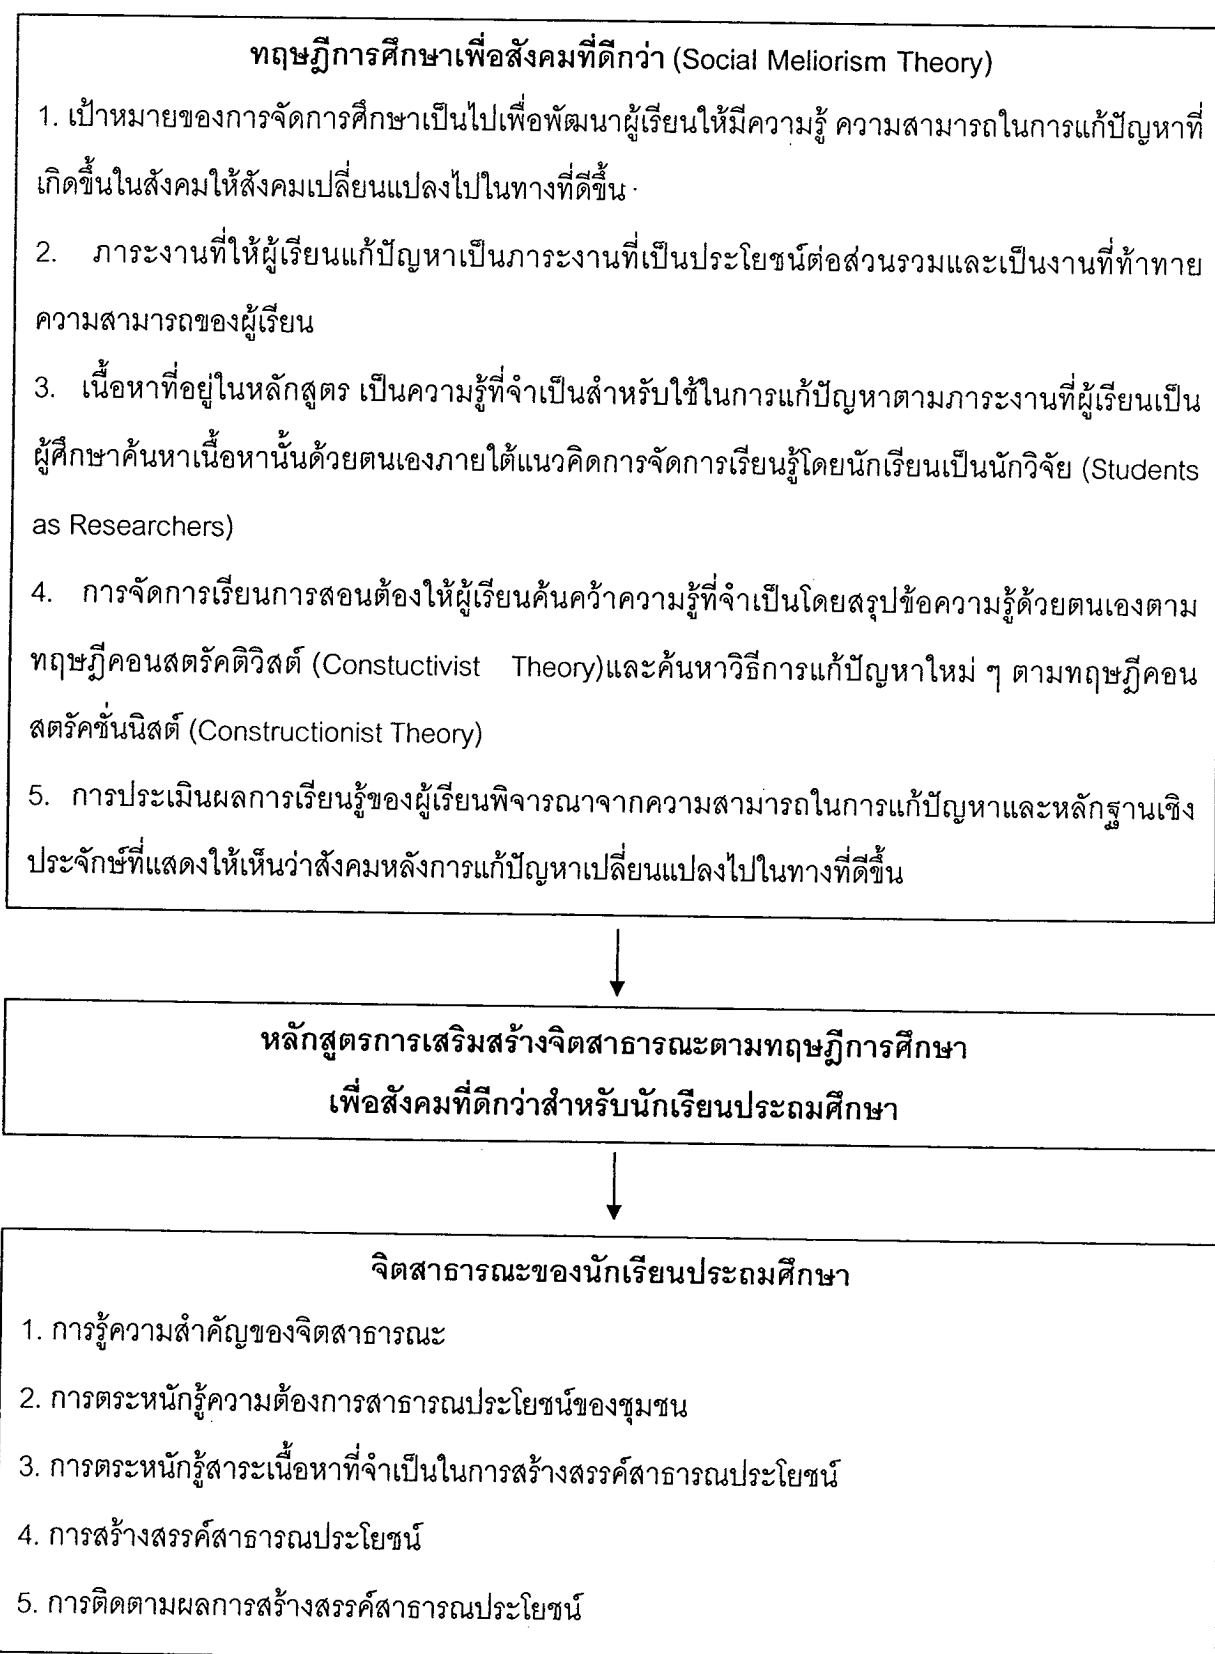 ทฤษฎีการศึกษาเพื่อสังคมที่ดีกว่า (Social Meliorism Theory)
1. เป้าหมายของการจัดการศึกษาเป็นไปเพื่อพัฒนาผู้เรียนให้มีความรู้ ความสามารถในการแก้ปัญหาที่
เกิดขึ้นในสังคมให้สังคมเปลี่ยนแปลงไปในทางที่ดีขึ้น
2. ภาระงานที่ให้ผู้เรียนแก้ปัญหาเป็นภาระงานที่เป็นประโยชน์ต่อส่วนรวมและเป็นงานที่ท้าทาย
ความสามารถของผู้เรียน
3. เนื้อหาที่อยู่ในหลักสูตร เป็นความรู้ที่จำเป็นสำหรับใช้ในการแก้ปัญหาตามภาระงานที่ผู้เรียนเป็น
ผู้ศึกษาค้นหาเนื้อหานั้นด้วยตนเองภายใต้แนวคิดการจัดการเรียนรู้โดยนักเรียนเป็นนักวิจัย (Students
as Researchers)
4. การจัดการเรียนการสอนต้องให้ผู้เรียนค้นคว้าความรู้ที่จำเป็นโดยสรุปข้อความรู้ด้วยตนเองตาม
ทฤษฎีคอนสตรัคติวิสต์ (Constuctivist Theory)และค้นหาวิธีการแก้ปัญหาใหม่ ๆ ตามทฤษฎีคอน
สตรัคชั่นนิสต์ (Constructionist Theory)
5. การประเมินผลการเรียนรู้ของผู้เรียนพิจารณาจากความสามารถในการแก้ปัญหาและหลักฐานเชิง
ประจักษ์ที่แสดงให้เห็นว่าสังคมหลังการแก้ปัญหาเปลี่ยนแปลงไปในทางที่ดีขึ้น
หลักสูตรการเสริมสร้างจิตสาธารณะตามทฤษฎีการศึกษา
เพื่อสังคมที่ดีกว่าสำหรับนักเรียนประถมศึกษา
จิตสาธารณะของนักเรียนประถมศึกษา
1. การรู้ความสำคัญของจิตสาธารณะ
2. การตระหนักรู้ความต้องการสาธารณประโยชน์ของชุมชน
3. การตระหนักรู้สาระเนื้อหาที่จำเป็นในการสร้างสรรค์สาธารณประโยชน์
4. การสร้างสรรค์สาธารณประโยชน์
5. การติดตามผลการสร้างสรรค์สาธารณประโยชน์